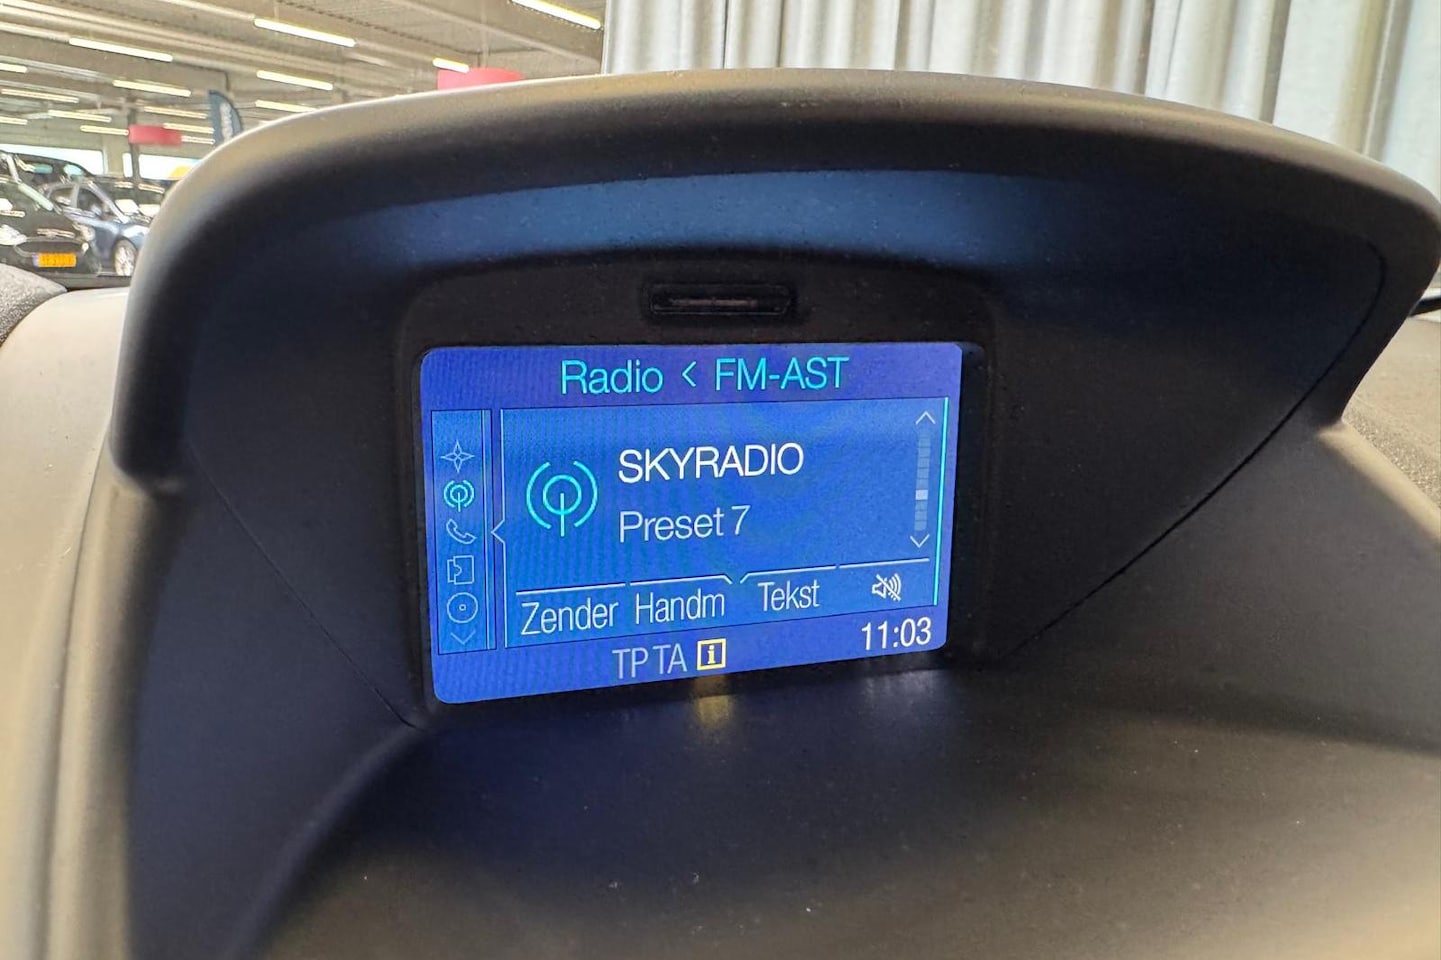 Radio < FM-AST
SKYRADIO
Preset 7
Zender Handm Tekst
11:03
TP TA i